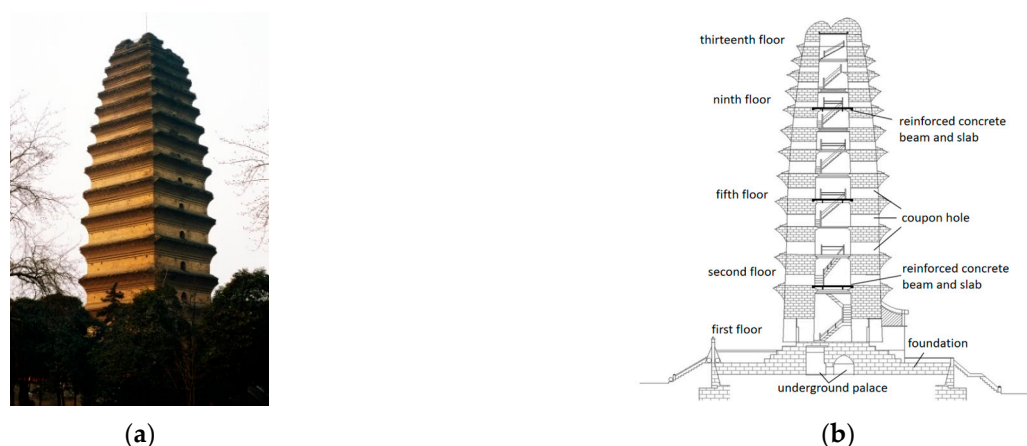 thirteenth floor
ninth floor
reinforced concrete
beam and slab
fifth floor
coupon hole
second floor
reinforced concrete
beam and slab
first floor
foundation
underground palace
(a)
(b)